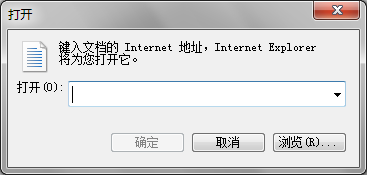 打开
键入文档的 Internet 地址，Internet Explorer
将为您打开它。
打开(O):
确定
取消
浏览(R)...